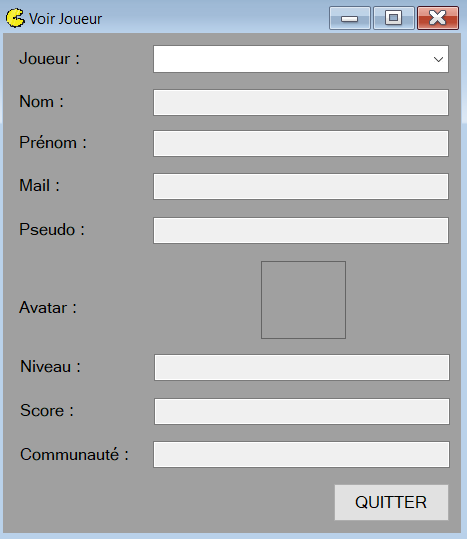 Voir Joueur
Joueur :
Nom :
Prénom :
Mail :
Pseudo :
Avatar :
Niveau :
Score :
Communauté :
QUITTER